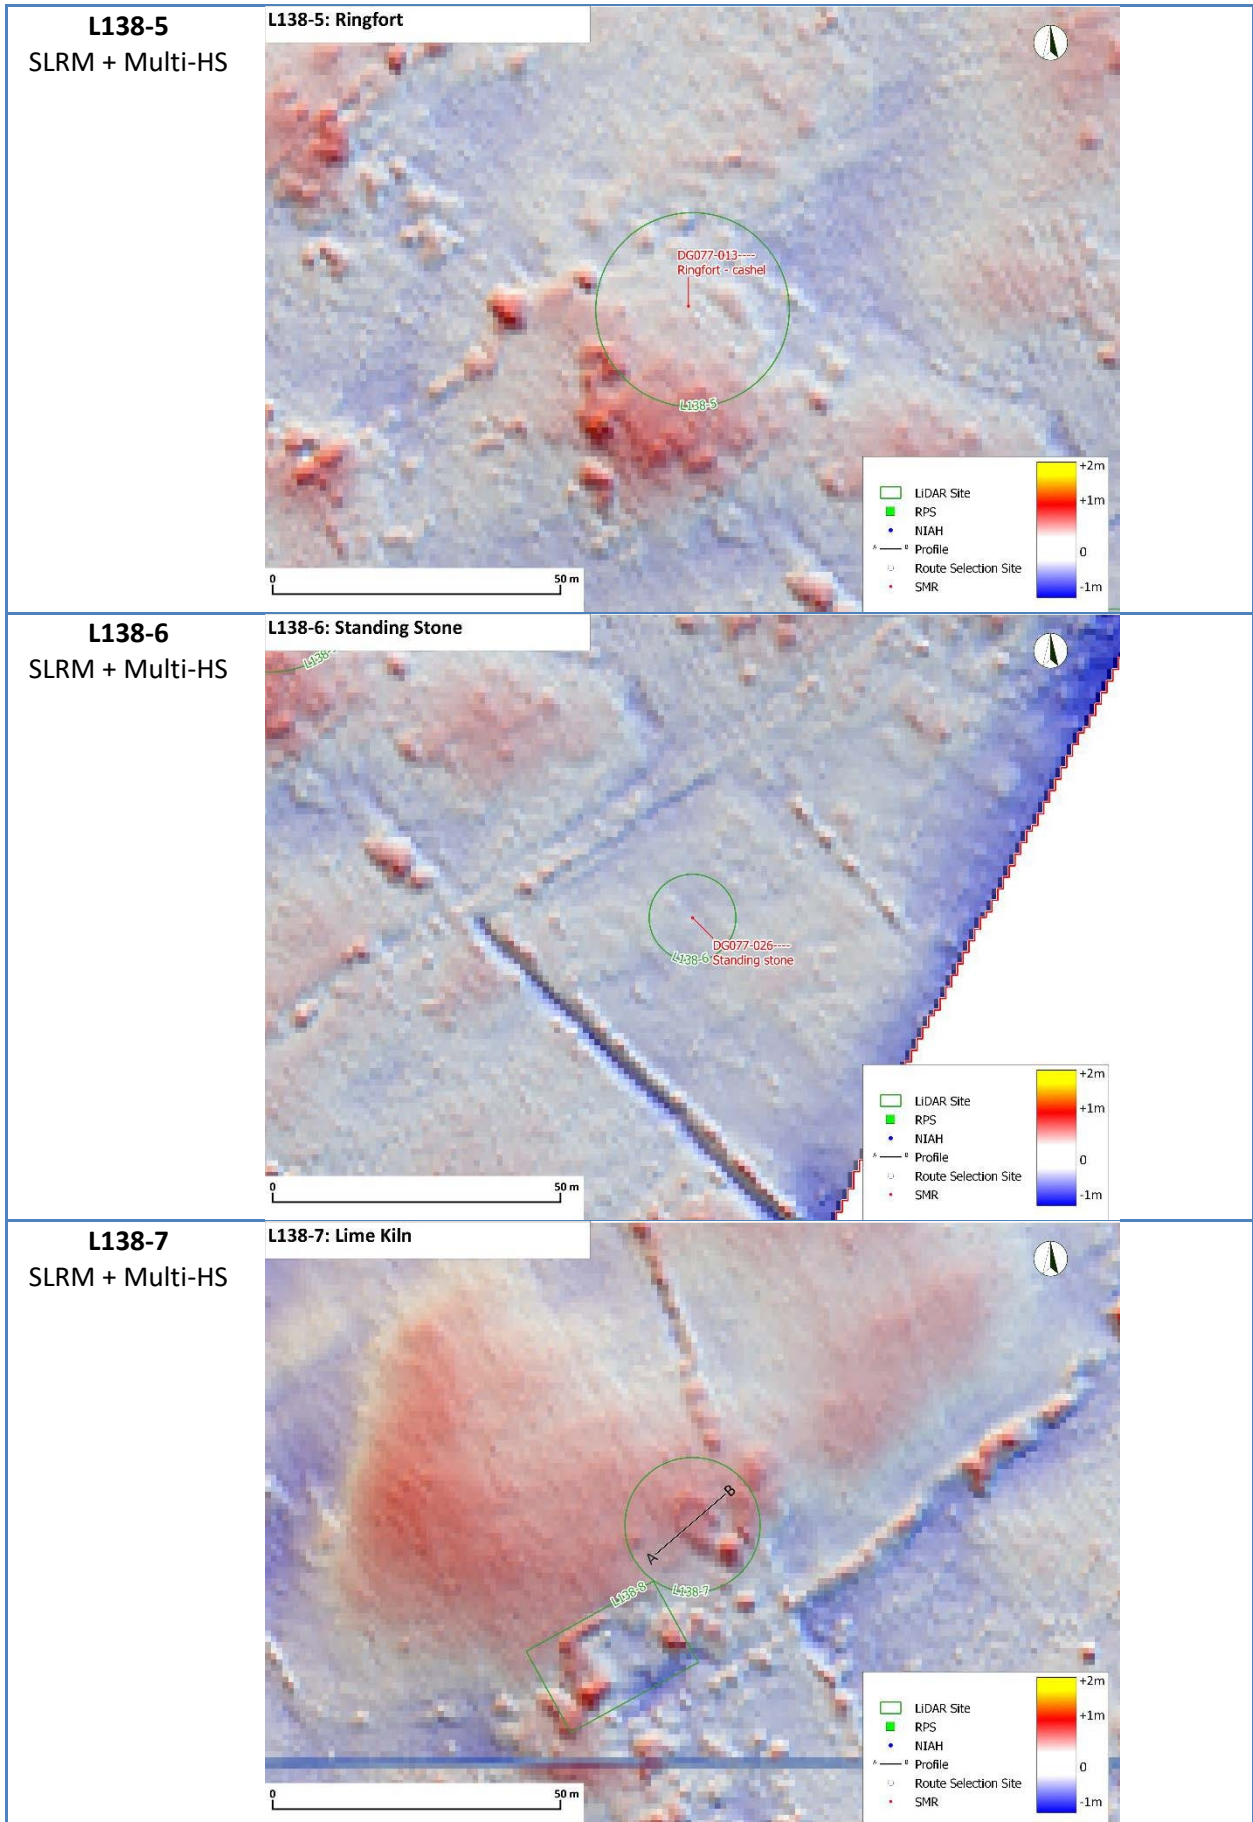 L138-5
SLRM + Multi-HS
L138-5: Ringfort
DG077-013----
Ringfort - cashel
L138-5
LiDAR Site
RPS
NIAH
A B Profile
Route Selection Site
SMR
+2m
+1m
0
-1m
0 50 m
L138-6
SLRM + Multi-HS
L138-6: Standing Stone
L138-
DG077-026----
L138-6 Standing stone
LiDAR Site
RPS
NIAH
A B Profile
Route Selection Site
SMR
+2m
+1m
0
-1m
0 50 m
L138-7
SLRM + Multi-HS
L138-7: Lime Kiln
B
A
L138-8
L138-7
LiDAR Site
RPS
NIAH
A B Profile
Route Selection Site
SMR
+2m
+1m
0
-1m
0 50 m